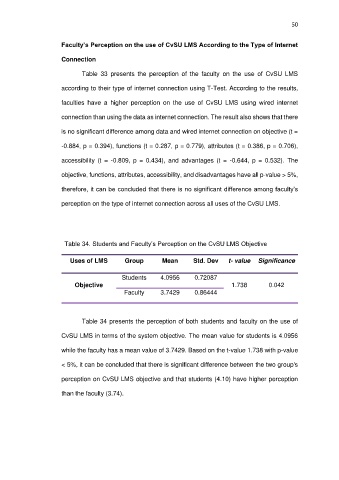 50
Faculty's Perception on the use of CvSU LMS According to the Type of Internet
Connection
Table 33 presents the perception of the faculty on the use of CvSU LMS
according to their type of internet connection using T-Test. According to the results,
faculties have a higher perception on the use of CvSU LMS using wired internet
connection than using the data as internet connection. The result also shows that there
is no significant difference among data and wired internet connection on objective (t =
-0.884, p = 0.394), functions (t = 0.287, p = 0.779), attributes (t = 0.386, p = 0.706),
accessibility (t = -0.809, p = 0.434), and advantages (t = -0.644, p = 0.532). The
objective, functions, attributes, accessibility, and disadvantages have all p-value > 5%,
therefore, it can be concluded that there is no significant difference among faculty's
perception on the type of internet connection across all uses of the CvSU LMS.
Table 34. Students and Faculty's Perception on the CvSU LMS Objective
Uses of LMS Group Mean Std. Dev t- value Significance
Students 4.0956 0.72087
Objective 1.738 0.042
Faculty 3.7429 0.86444
Table 34 presents the perception of both students and faculty on the use of
CvSU LMS in terms of the system objective. The mean value for students is 4.0956
while the faculty has a mean value of 3.7429. Based on the t-value 1.738 with p-value
< 5%, it can be concluded that there is significant difference between the two group's
perception on CvSU LMS objective and that students (4.10) have higher perception
than the faculty (3.74).